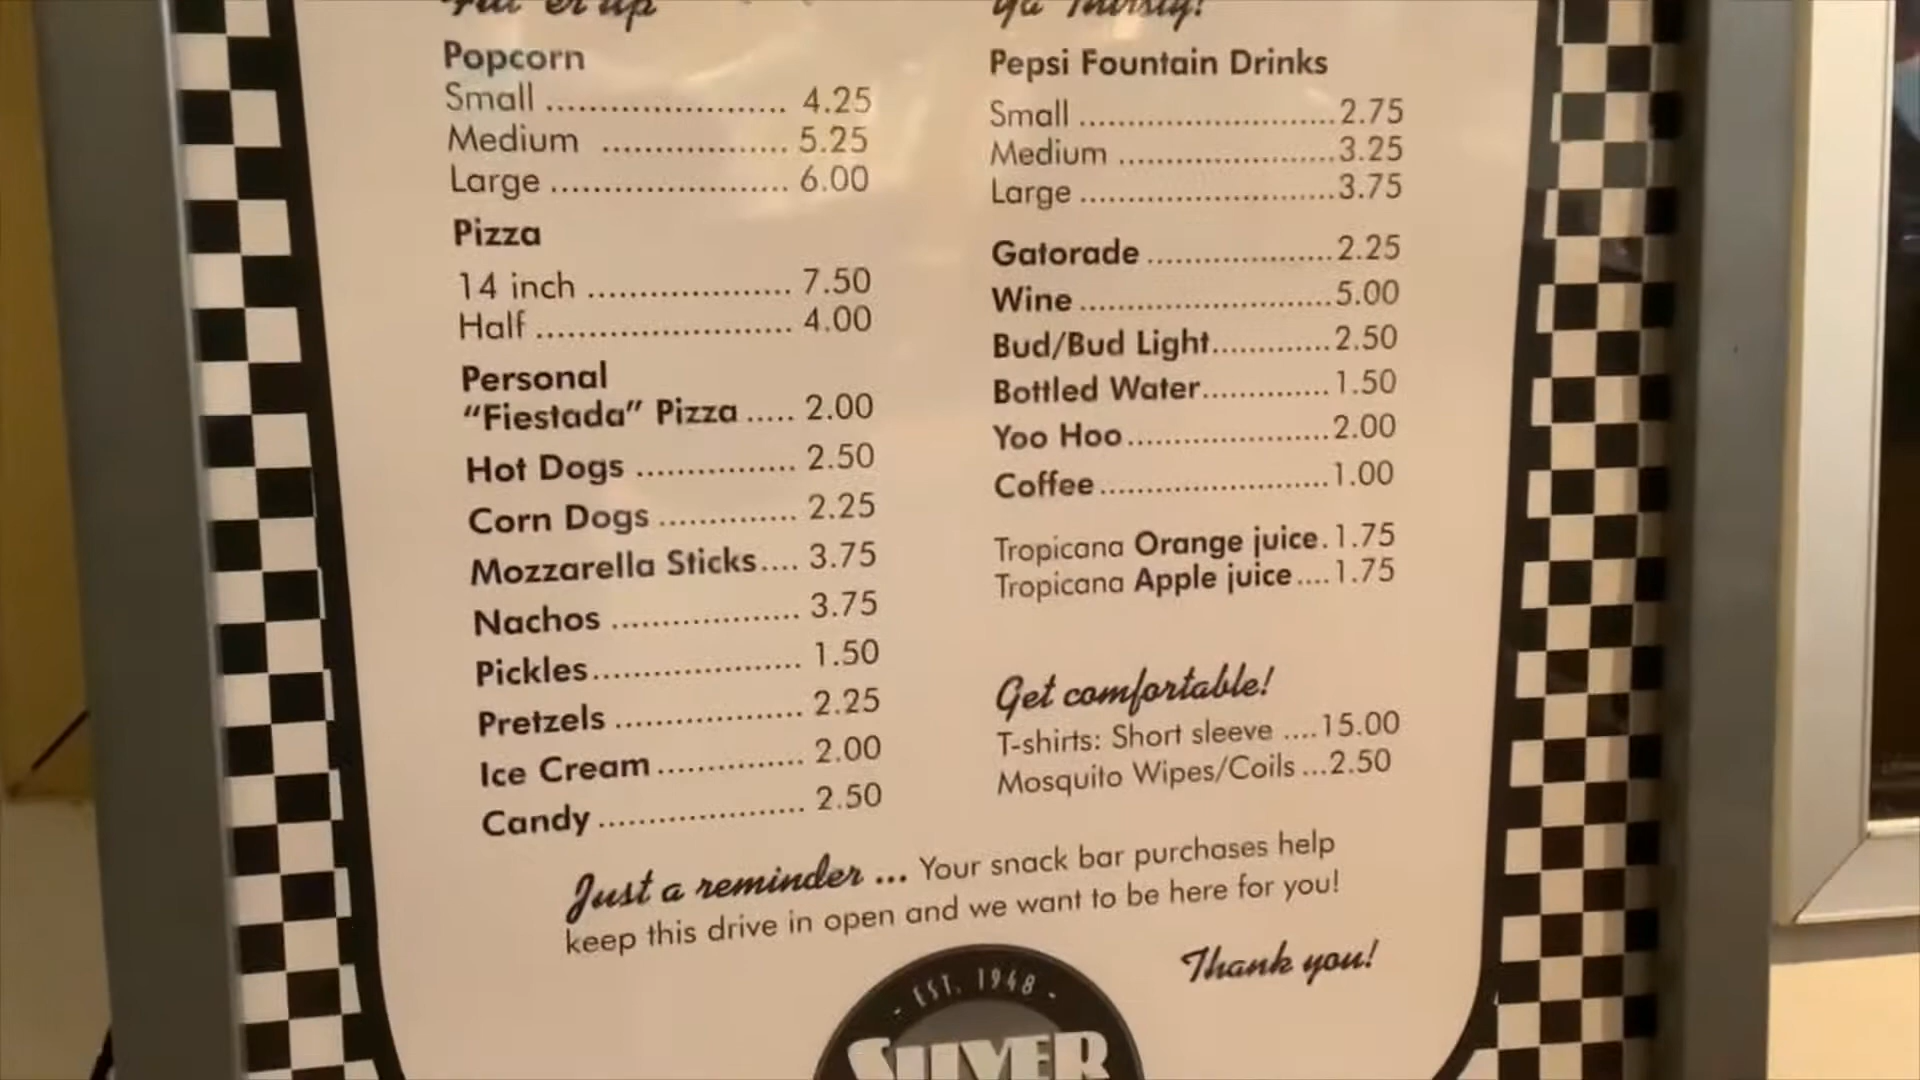 Fill 'er up
Popcorn
Small ........................ 4.25
Medium ................... 5.25
Large ........................ 6.00
Pizza
14 inch ..................... 7.50
Half .......................... 4.00
Personal
“Fiestada” Pizza ..... 2.00
Hot Dogs ................ 2.50
Corn Dogs .............. 2.25
Mozzarella Sticks.... 3.75
Nachos ................... 3.75
Pickles..................... 1.50
Pretzels ................... 2.25
Ice Cream............... 2.00
Candy ..................... 2.50
Ya Thirsty?
Pepsi Fountain Drinks
Small ..........................2.75
Medium ......................3.25
Large ..........................3.75
Gatorade ...................2.25
Wine ..........................5.00
Bud/Bud Light............2.50
Bottled Water.............1.50
Yoo Hoo.....................2.00
Coffee........................1.00
Tropicana Orange juice.1.75
Tropicana Apple juice....1.75
Get comfortable!
T-shirts: Short sleeve ....15.00
Mosquito Wipes/Coils ...2.50
Just a reminder ... Your snack bar purchases help
keep this drive in open and we want to be here for you!
Thank you!
- EST. 1948 -
SILVER